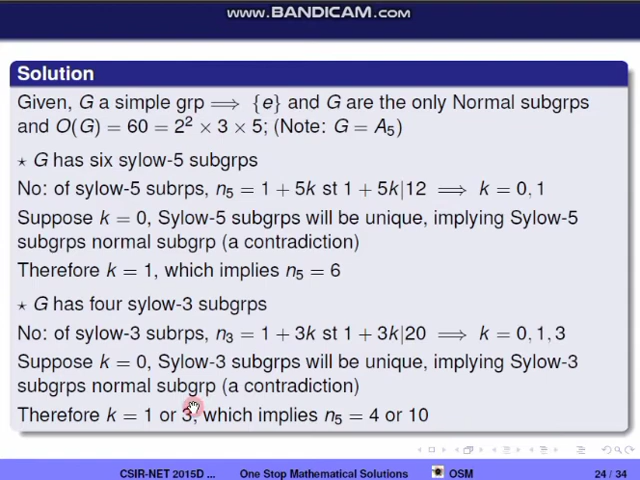 www.BANDICAM.com
Solution
Given, G a simple grp ⟹ {e} and G are the only Normal subgrps
and O(G) = 60 = 2² × 3 × 5; (Note: G = A₅)
⋆ G has six sylow-5 subgrps
No: of sylow-5 subrps, n₅ = 1 + 5k st 1 + 5k|12 ⟹ k = 0, 1
Suppose k = 0, Sylow-5 subgrps will be unique, implying Sylow-5
subgrps normal subgrp (a contradiction)
Therefore k = 1, which implies n₅ = 6
⋆ G has four sylow-3 subgrps
No: of sylow-3 subrps, n₃ = 1 + 3k st 1 + 3k|20 ⟹ k = 0, 1, 3
Suppose k = 0, Sylow-3 subgrps will be unique, implying Sylow-3
subgrps normal subgrp (a contradiction)
Therefore k = 1 or 3, which implies n₅ = 4 or 10
CSIR-NET 2015D ... One Stop Mathematical Solutions OSM 24 / 34